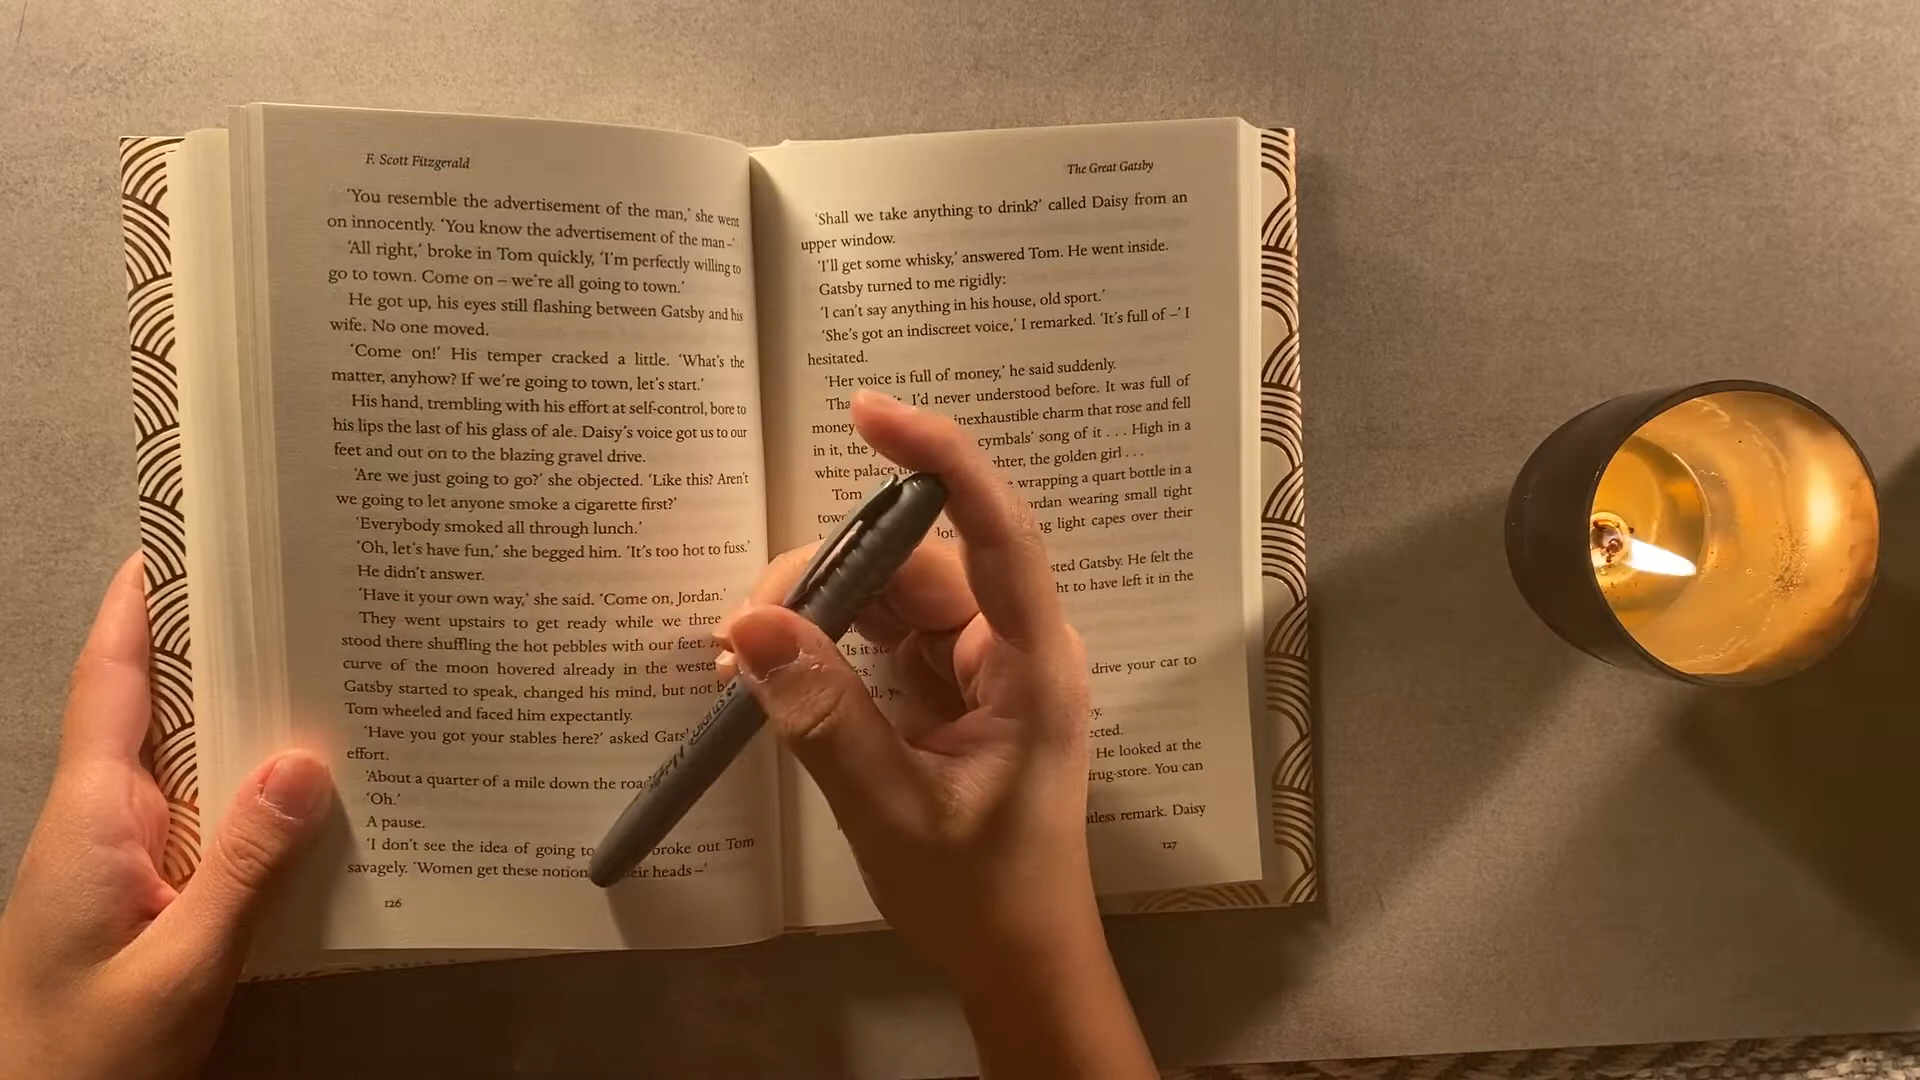 F. Scott Fitzgerald
‘You resemble the advertisement of the man,’ she went
on innocently. ‘You know the advertisement of the man –’
‘All right,’ broke in Tom quickly, ‘I’m perfectly willing to
go to town. Come on – we’re all going to town.’
He got up, his eyes still flashing between Gatsby and his
wife. No one moved.
‘Come on!’ His temper cracked a little. ‘What’s the
matter, anyhow? If we’re going to town, let’s start.’
His hand, trembling with his effort at self-control, bore to
his lips the last of his glass of ale. Daisy’s voice got us to our
feet and out on to the blazing gravel drive.
‘Are we just going to go?’ she objected. ‘Like this? Aren’t
we going to let anyone smoke a cigarette first?’
‘Everybody smoked all through lunch.’
‘Oh, let’s have fun,’ she begged him. ‘It’s too hot to fuss.’
He didn’t answer.
‘Have it your own way,’ she said. ‘Come on, Jordan.’
They went upstairs to get ready while we three
stood there shuffling the hot pebbles with our feet.
curve of the moon hovered already in the
Gatsby started to speak, changed his mind, but not
Tom wheeled and faced him expectantly.
‘Have you got your stables here?’ asked
effort.
‘About a quarter of a mile down the
‘Oh.’
A pause.
‘I don’t see the idea of going to broke out Tom
savagely. ‘Women get these heads –’
126
The Great Gatsby
‘Shall we take anything to drink?’ called Daisy from an
upper window.
‘I’ll get some whisky,’ answered Tom. He went inside.
Gatsby turned to me rigidly:
‘I can’t say anything in his house, old sport.’
‘She’s got an indiscreet voice,’ I remarked. ‘It’s full of –’ I
hesitated.
‘Her voice is full of money,’ he said suddenly.
I’d never understood before. It was full of
money inexhaustible charm that rose and fell
in it, the cymbals’ song of it . . . High in a
white palace the golden girl . . .
Tom wrapping a quart bottle in a
Jordan wearing small tight
light capes over their
Gatsby. He felt the
to have left it in the
‘Is it
drive your car to
He looked at the
drug-store. You can
remark. Daisy
127